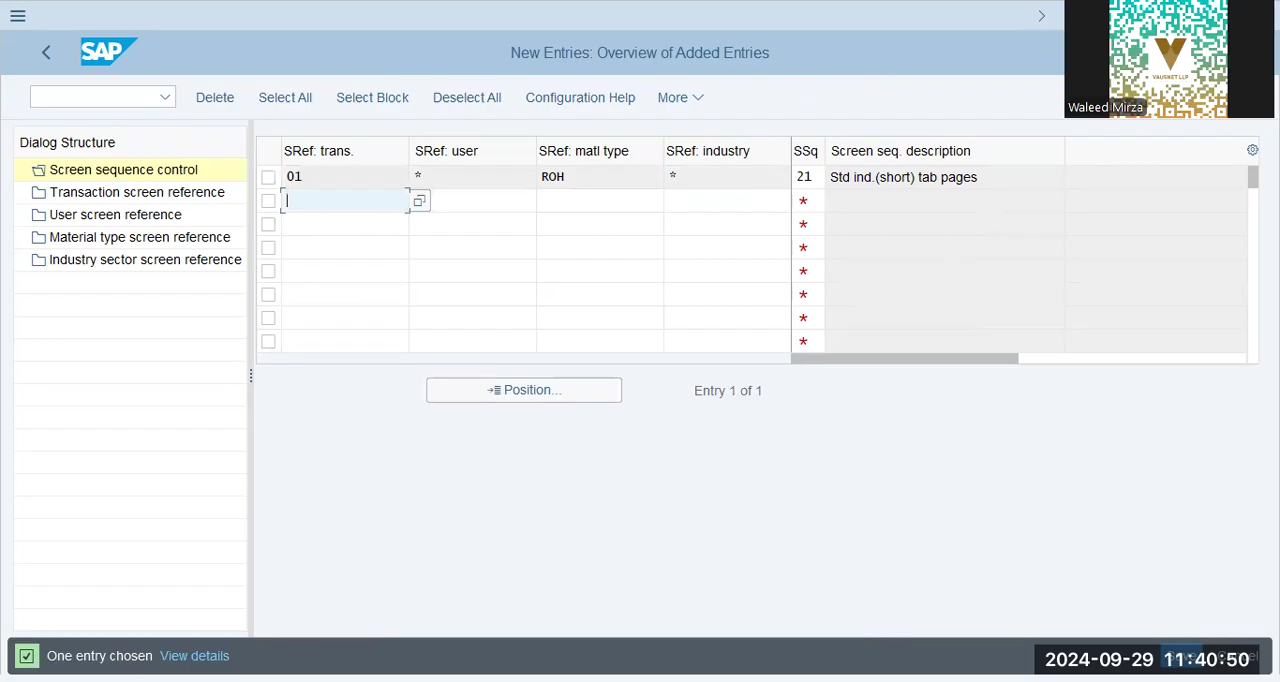 SAP
New Entries: Overview of Added Entries
VAUSNET LLP
Waleed Mirza
Delete Select All Select Block Deselect All Configuration Help More
Dialog Structure
Screen sequence control
Transaction screen reference
User screen reference
Material type screen reference
Industry sector screen reference
SRef: trans. SRef: user SRef: matl type SRef: industry SSq Screen seq. description
01 * ROH * 21 Std ind.(short) tab pages
*
*
*
*
*
*
*
Position... Entry 1 of 1
One entry chosen View details
2024-09-29 11:40:50